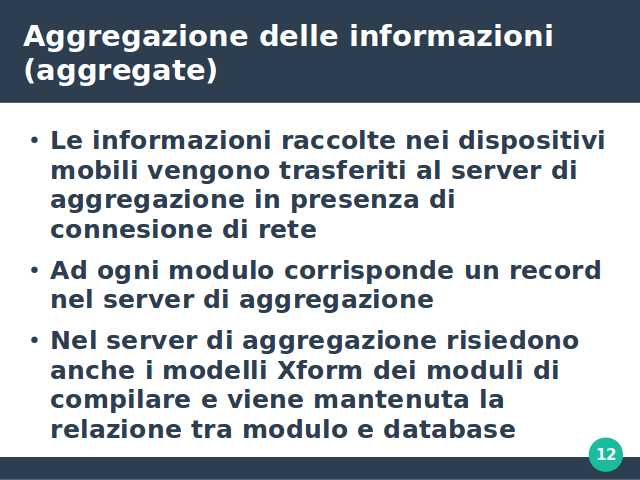 Aggregazione delle informazioni
(aggregate)
• Le informazioni raccolte nei dispositivi
mobili vengono trasferiti al server di
aggregazione in presenza di
connesione di rete
• Ad ogni modulo corrisponde un record
nel server di aggregazione
• Nel server di aggregazione risiedono
anche i modelli Xform dei moduli di
compilare e viene mantenuta la
relazione tra modulo e database
12